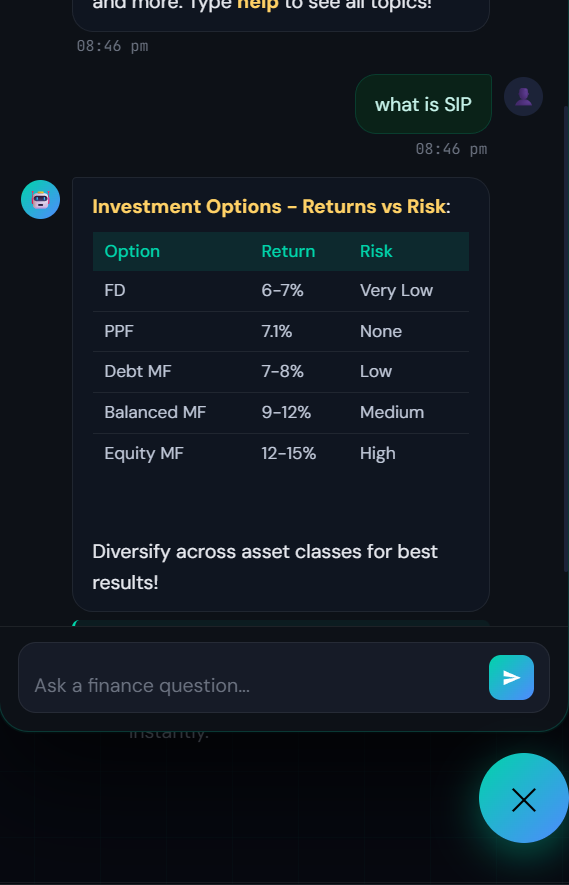 and more. Type help to see all topics!
08:46 pm
what is SIP
08:46 pm
Investment Options – Returns vs Risk:
Option Return Risk
FD 6-7% Very Low
PPF 7.1% None
Debt MF 7-8% Low
Balanced MF 9-12% Medium
Equity MF 12-15% High
Diversify across asset classes for best
results!
Ask a finance question...
instantly.